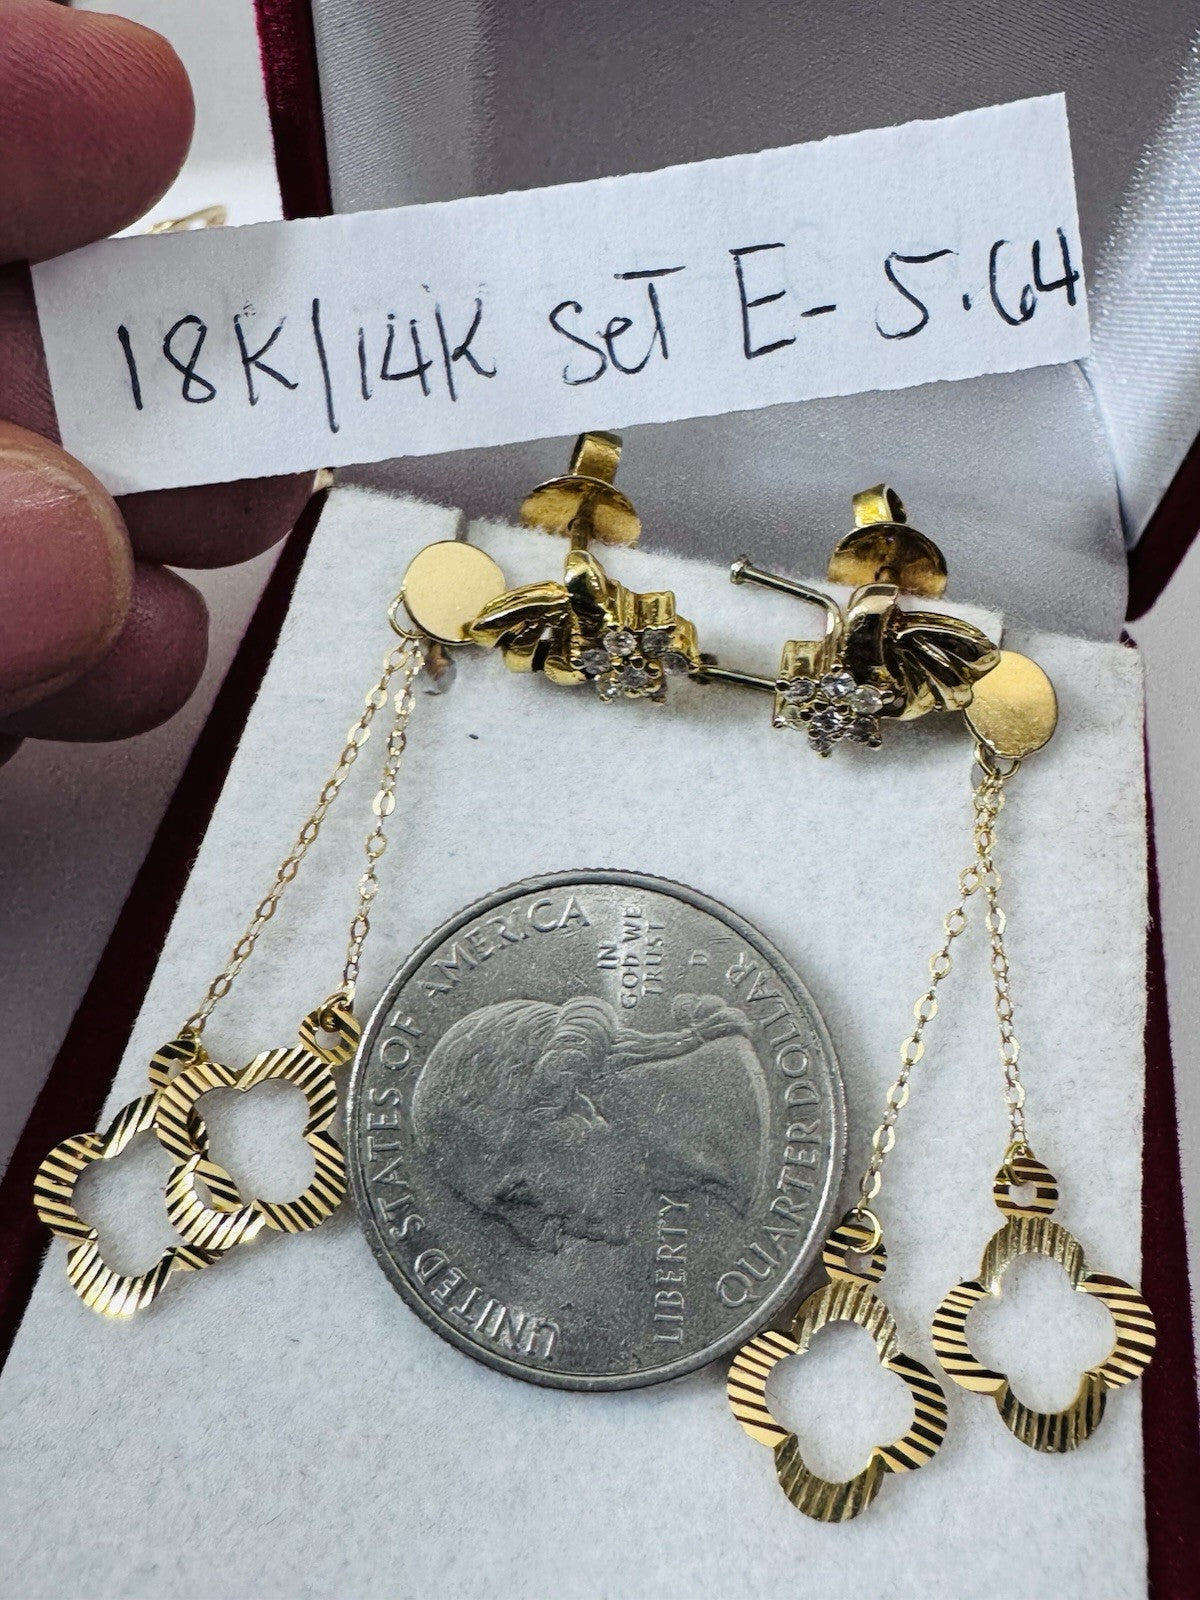 18K/14K Set E- 5.64
UNITED STATES OF AMERICA
IN
GOD WE
TRUST
D
LIBERTY
QUARTER DOLLAR